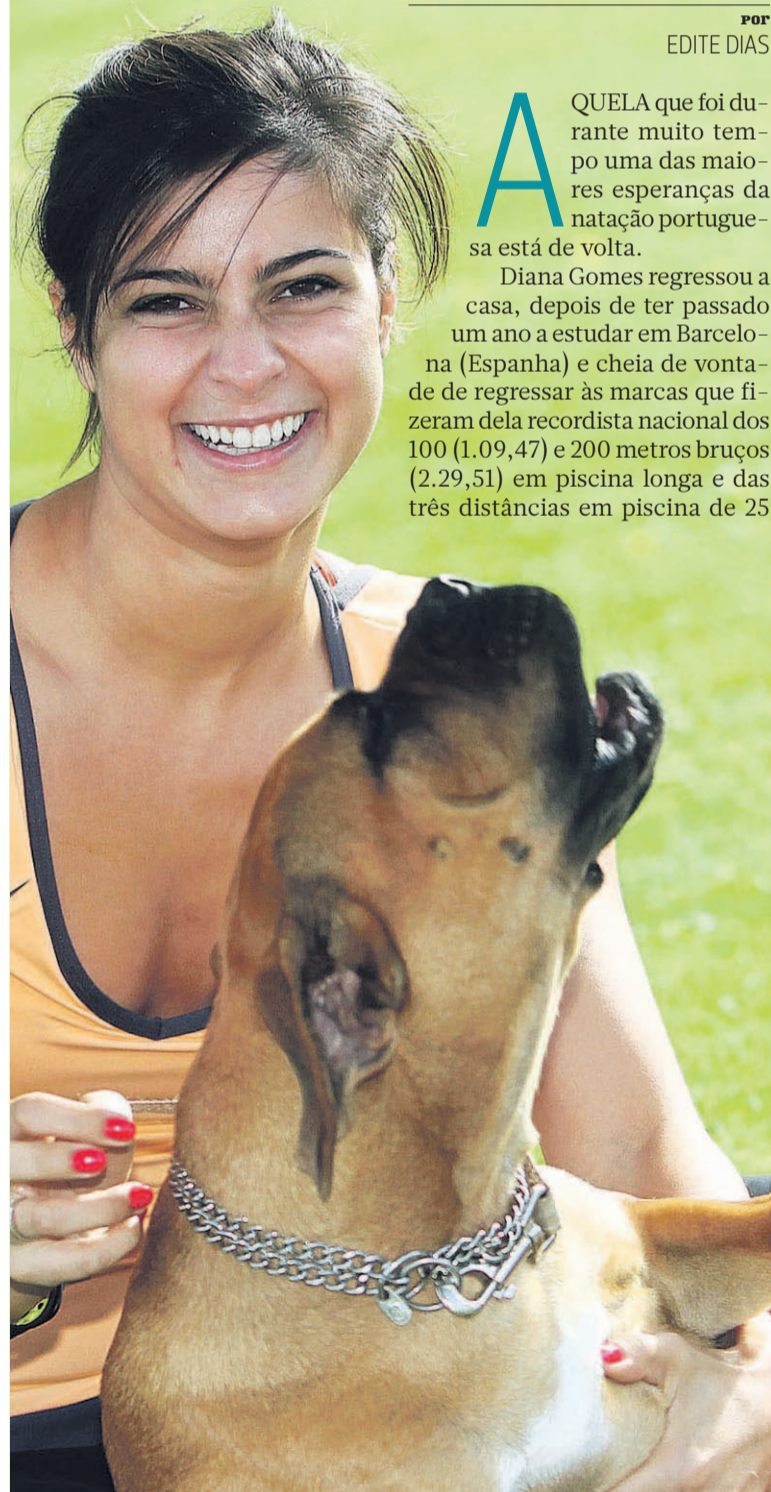 por
EDITE DIAS
AQUELA que foi du-
rante muito tem-
po uma das maio-
res esperanças da
natação portugue-
sa está de volta.
Diana Gomes regressou a
casa, depois de ter passado
um ano a estudar em Barcelo-
na (Espanha) e cheia de vonta-
de de regressar às marcas que fi-
zeram dela recordista nacional dos
100 (1.09,47) e 200 metros bruços
(2.29,51) em piscina longa e das
três distâncias em piscina de 25